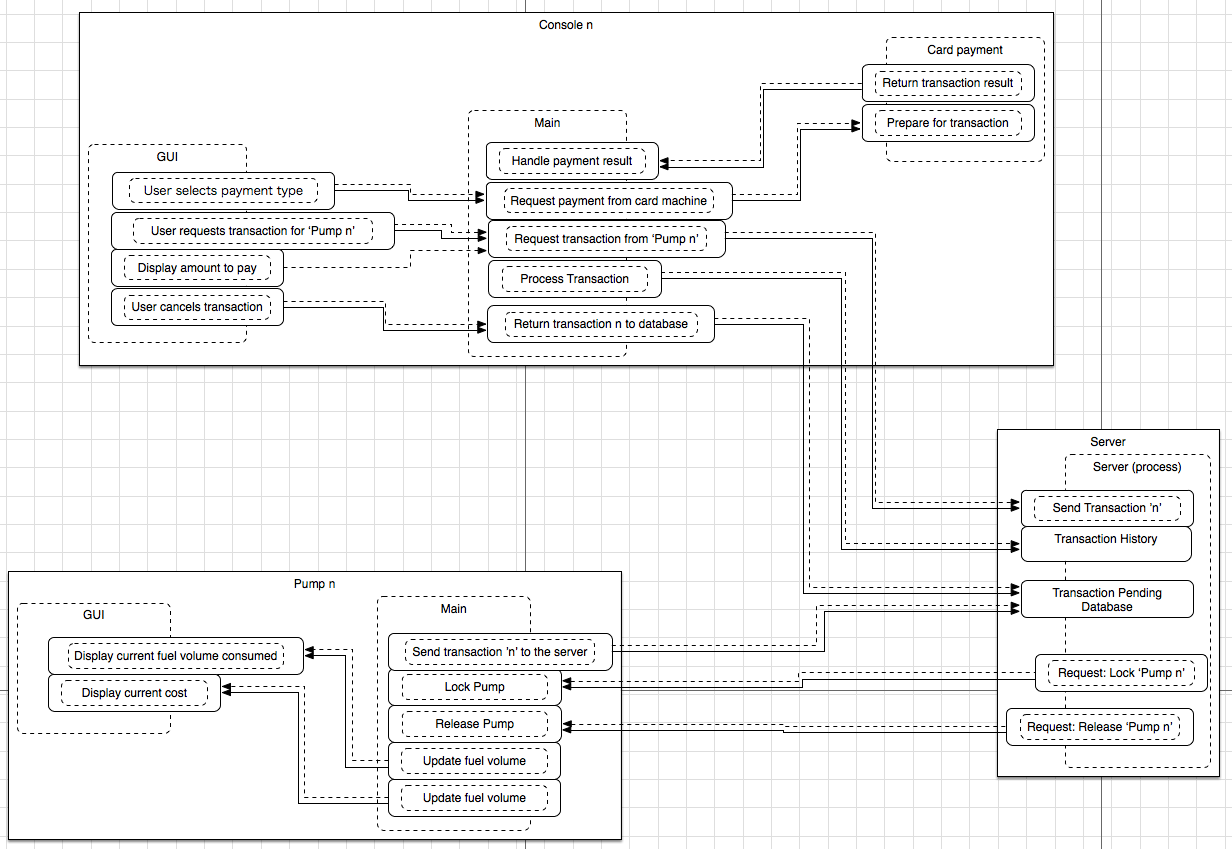 Console n
Card payment
Return transaction result
Prepare for transaction
Main
Handle payment result
Request payment from card machine
Request transaction from ‘Pump n’
Process Transaction
Return transaction n to database
GUI
User selects payment type
User requests transaction for ‘Pump n’
Display amount to pay
User cancels transaction
Server
Server (process)
Send Transaction ’n’
Transaction History
Transaction Pending
Database
Request: Lock ‘Pump n’
Request: Release ‘Pump n’
Pump n
GUI
Display current fuel volume consumed
Display current cost
Main
Send transaction ’n’ to the server
Lock Pump
Release Pump
Update fuel volume
Update fuel volume